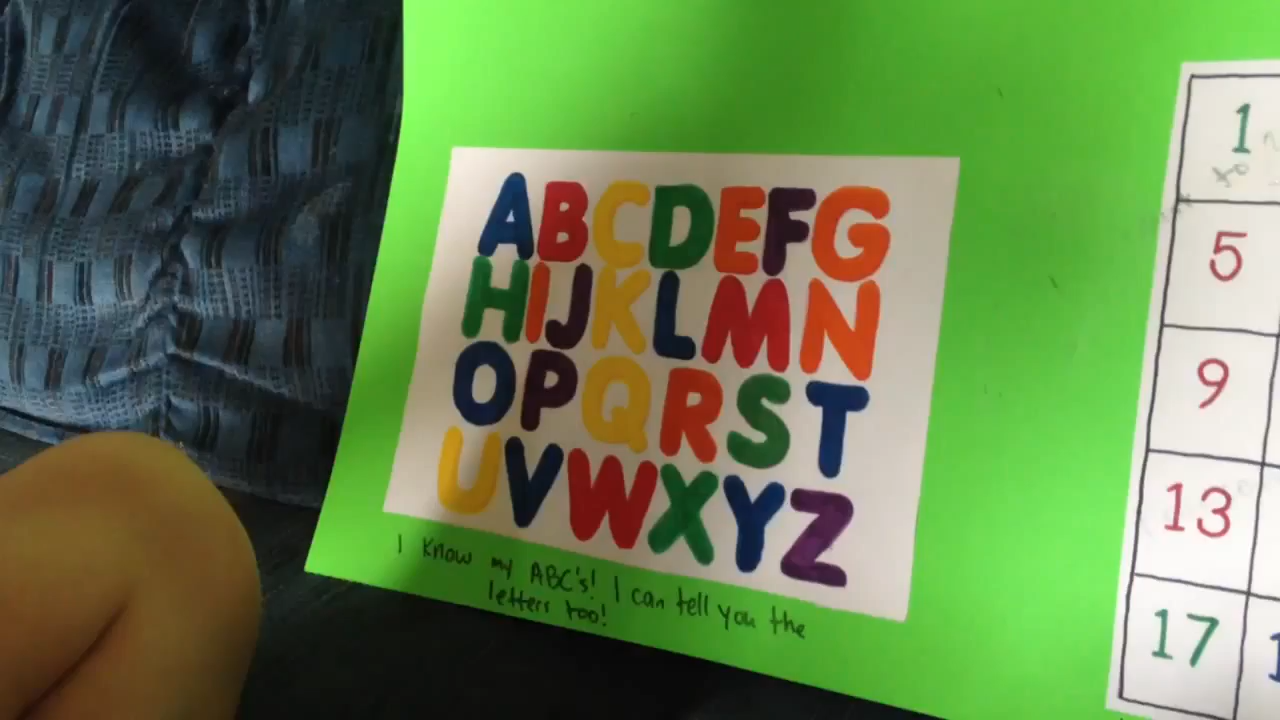 ABCDEFG
HIJKLMN
OPQRST
UVWXYZ
I know my ABC's! I can tell you the
letters too!
1
5
9
13
17